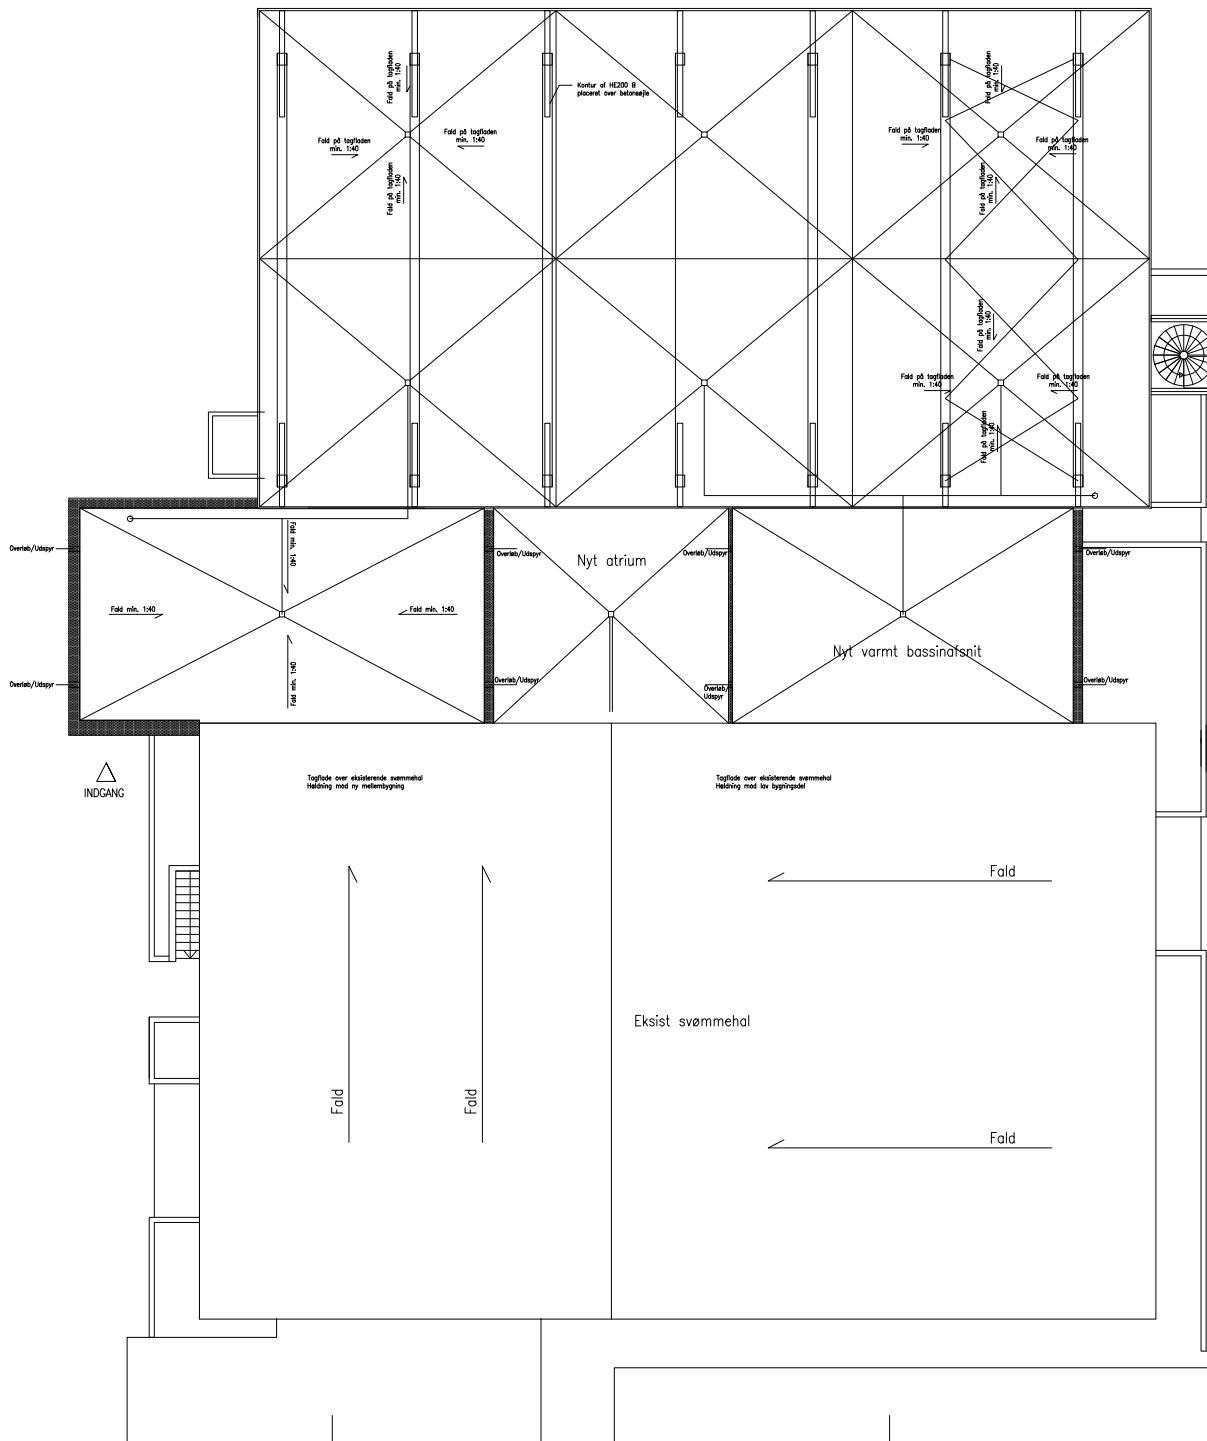 Fald på tagfladen
min. 1:40
Kontur af HE200 B
placeret over betonsøjle
Fald på tagfladen
min. 1:40
Fald på tagfladen
min. 1:40
Fald på tagfladen
min. 1:40
Fald på tagfladen
min. 1:40
Fald på tagfladen
min. 1:40
Fald på tagfladen
min. 1:40
Fald på tagfladen
min. 1:40
Fald på tagfladen
min. 1:40
Fald på tagfladen
min. 1:40
Fald på tagfladen
min. 1:40
Fald på tagfladen
min. 1:40
Overløb/Udspyr
Fald min. 1:40
Overløb/Udspyr
Nyt atrium
Overløb/Udspyr
Overløb/Udspyr
Fald min. 1:40
Fald min. 1:40
Nyt varmt bassinafsnit
Overløb/Udspyr
Fald min. 1:40
Overløb/Udspyr
Overløb/
Udspyr
Overløb/Udspyr
INDGANG
Tagflade over eksisterende svømmehal
Hældning mod ny mellembygning
Tagflade over eksisterende svømmehal
Hældning mod lav bygningsdel
Fald
Eksist svømmehal
Fald
Fald
Fald